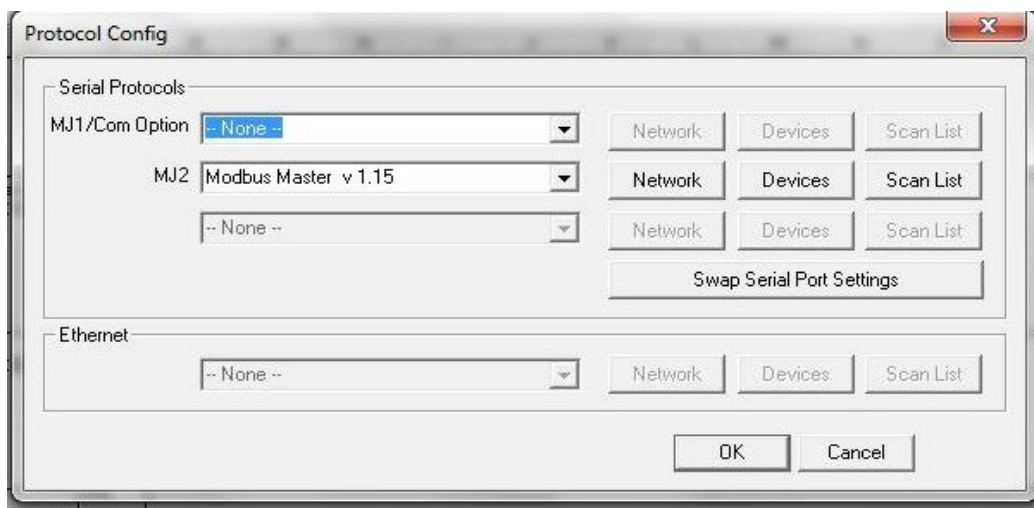 Protocol Config
Serial Protocols
MJ1/Com Option -- None -- Network Devices Scan List
MJ2 Modbus Master v 1.15 Network Devices Scan List
-- None -- Network Devices Scan List
Swap Serial Port Settings
Ethernet
-- None -- Network Devices Scan List
OK Cancel